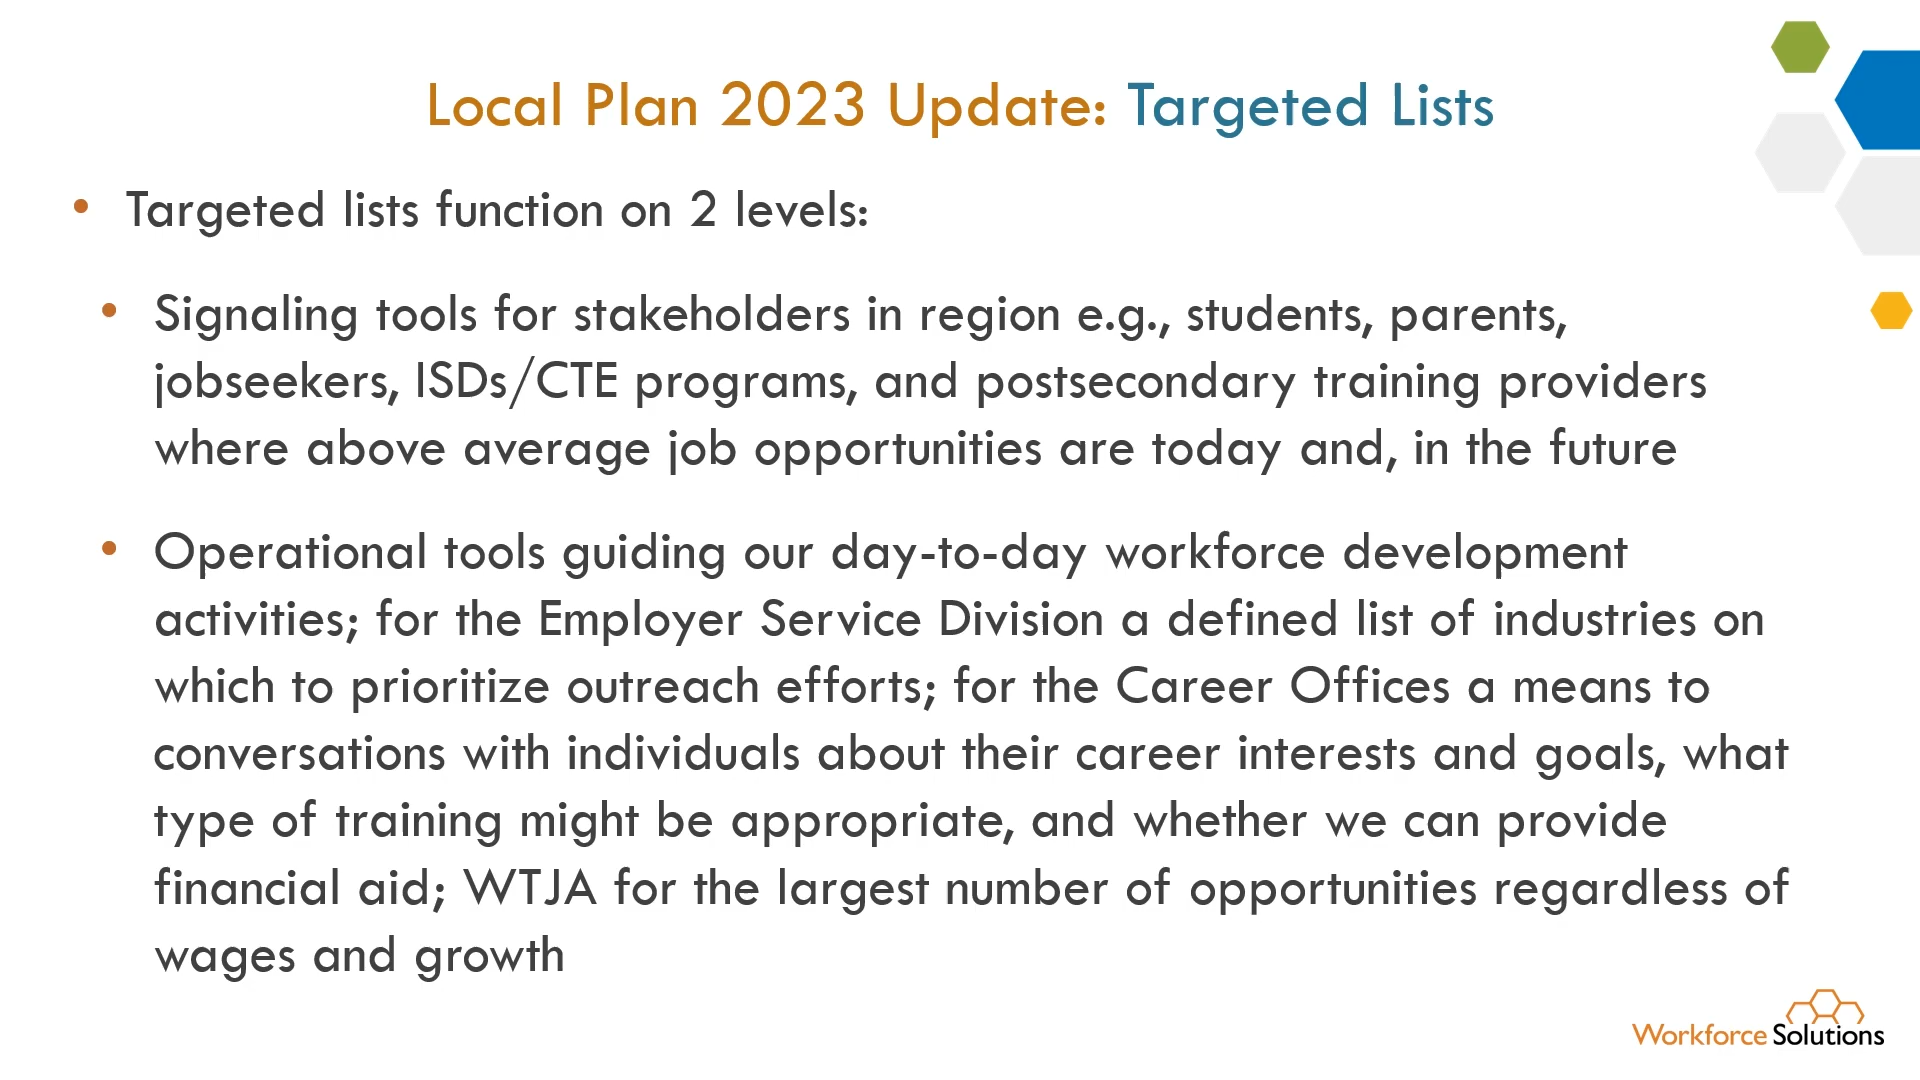 Local Plan 2023 Update: Targeted Lists
• Targeted lists function on 2 levels:
• Signaling tools for stakeholders in region e.g., students, parents,
jobseekers, ISDs/CTE programs, and postsecondary training providers
where above average job opportunities are today and, in the future
• Operational tools guiding our day-to-day workforce development
activities; for the Employer Service Division a defined list of industries on
which to prioritize outreach efforts; for the Career Offices a means to
conversations with individuals about their career interests and goals, what
type of training might be appropriate, and whether we can provide
financial aid; WTJA for the largest number of opportunities regardless of
wages and growth
Workforce Solutions